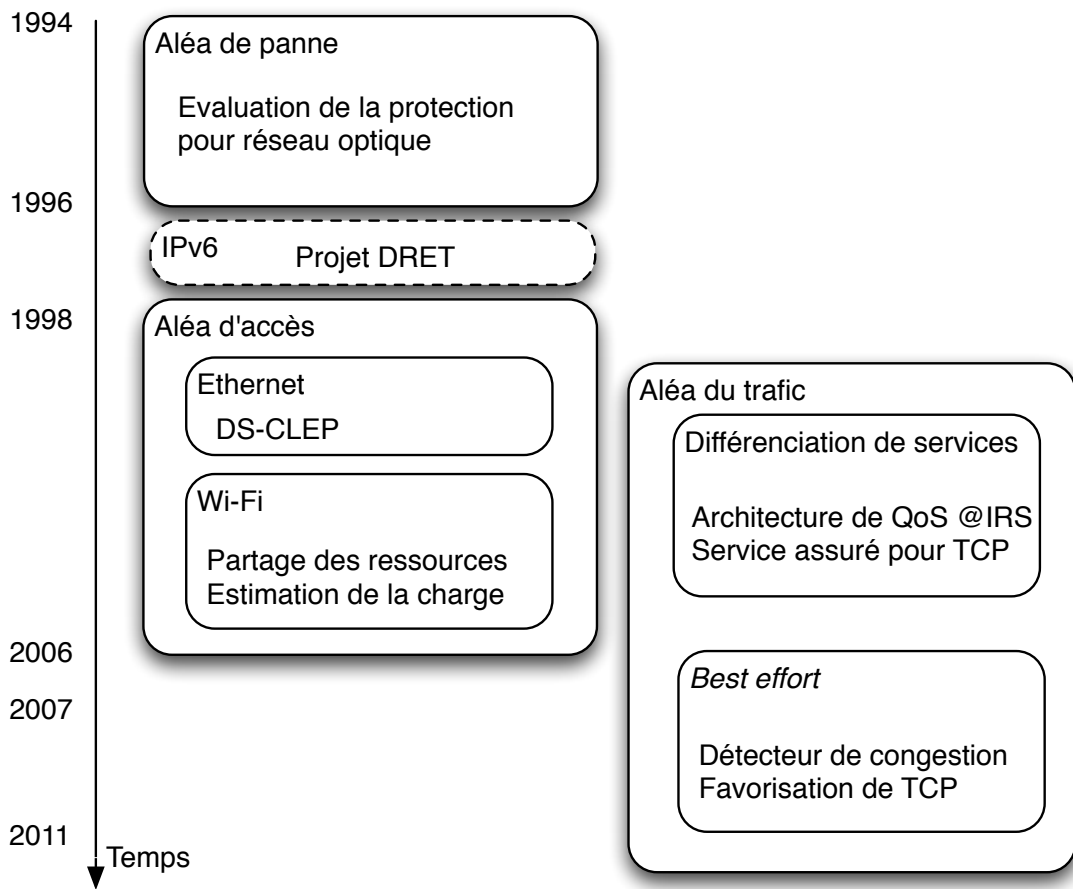 1994
Aléa de panne
Evaluation de la protection
pour réseau optique
1996
IPv6
Projet DRET
1998
Aléa d'accès
Ethernet
DS-CLEP
Wi-Fi
Partage des ressources
Estimation de la charge
Aléa du trafic
Différenciation de services
Architecture de QoS @IRS
Service assuré pour TCP
2006
2007
Best effort
Détecteur de congestion
Favorisation de TCP
2011
Temps